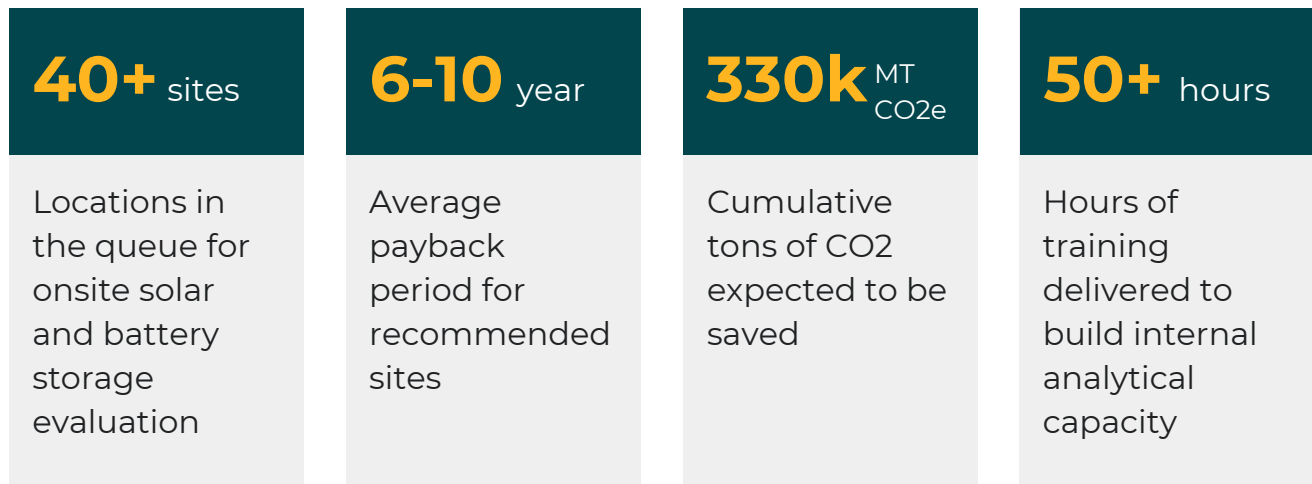 40+ sites
Locations in
the queue for
onsite solar
and battery
storage
evaluation
6-10 year
Average
payback
period for
recommended
sites
330k MT
CO2e
Cumulative
tons of CO2
expected to be
saved
50+ hours
Hours of
training
delivered to
build internal
analytical
capacity